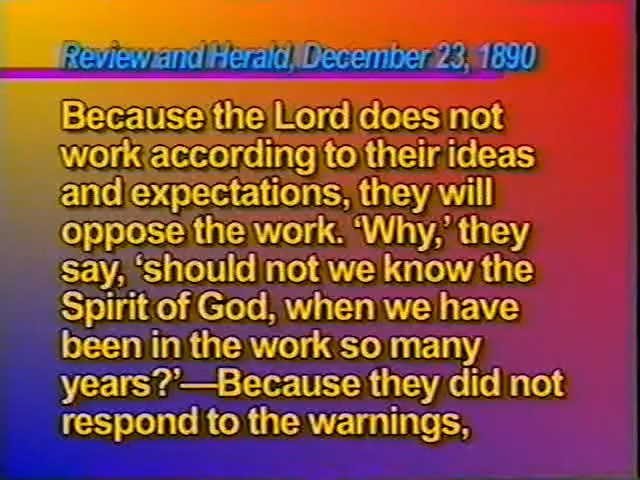 Review and Herald, December 23, 1890
Because the Lord does not
work according to their ideas
and expectations, they will
oppose the work. ‘Why,’ they
say, ‘should not we know the
Spirit of God, when we have
been in the work so many
years?’—Because they did not
respond to the warnings,